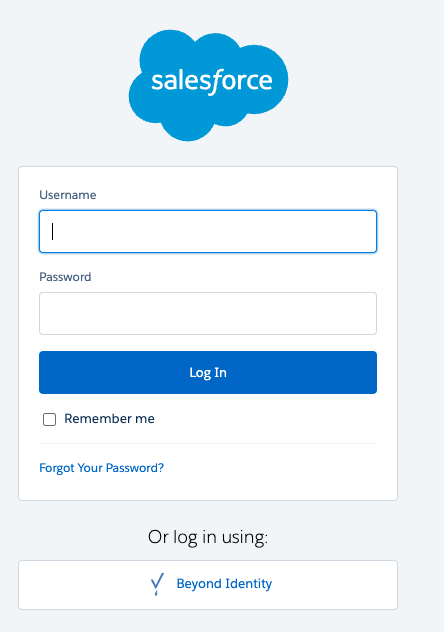 salesforce
Username
Password
Log In
Remember me
Forgot Your Password?
Or log in using:
Beyond Identity